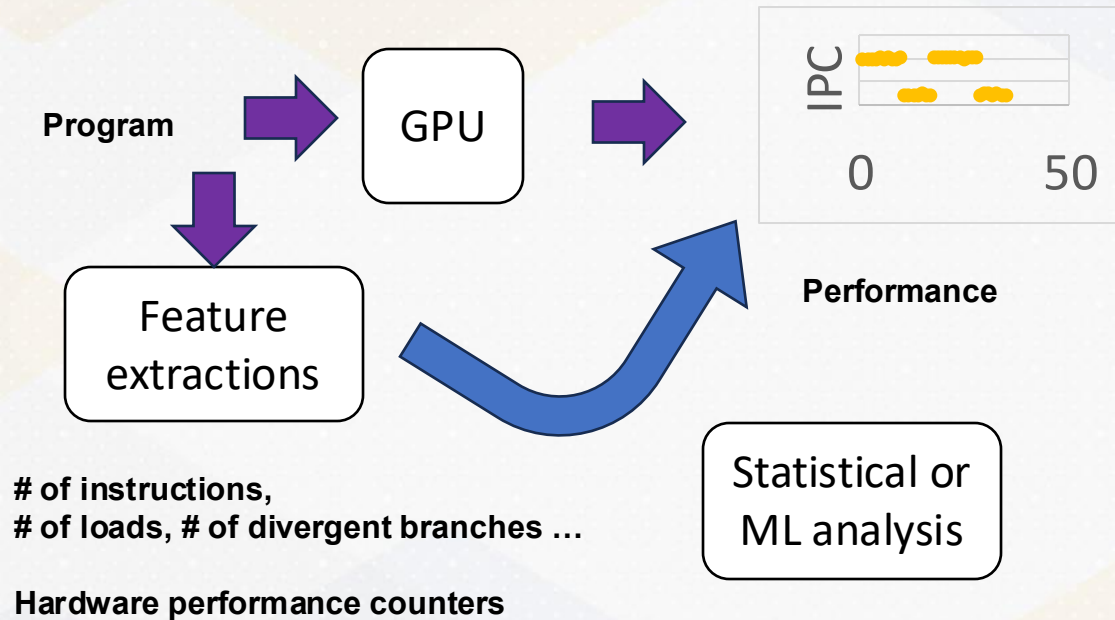 Program
GPU
IPC
0 50
Performance
Feature
extractions
Statistical or
ML analysis
# of instructions,
# of loads, # of divergent branches …
Hardware performance counters